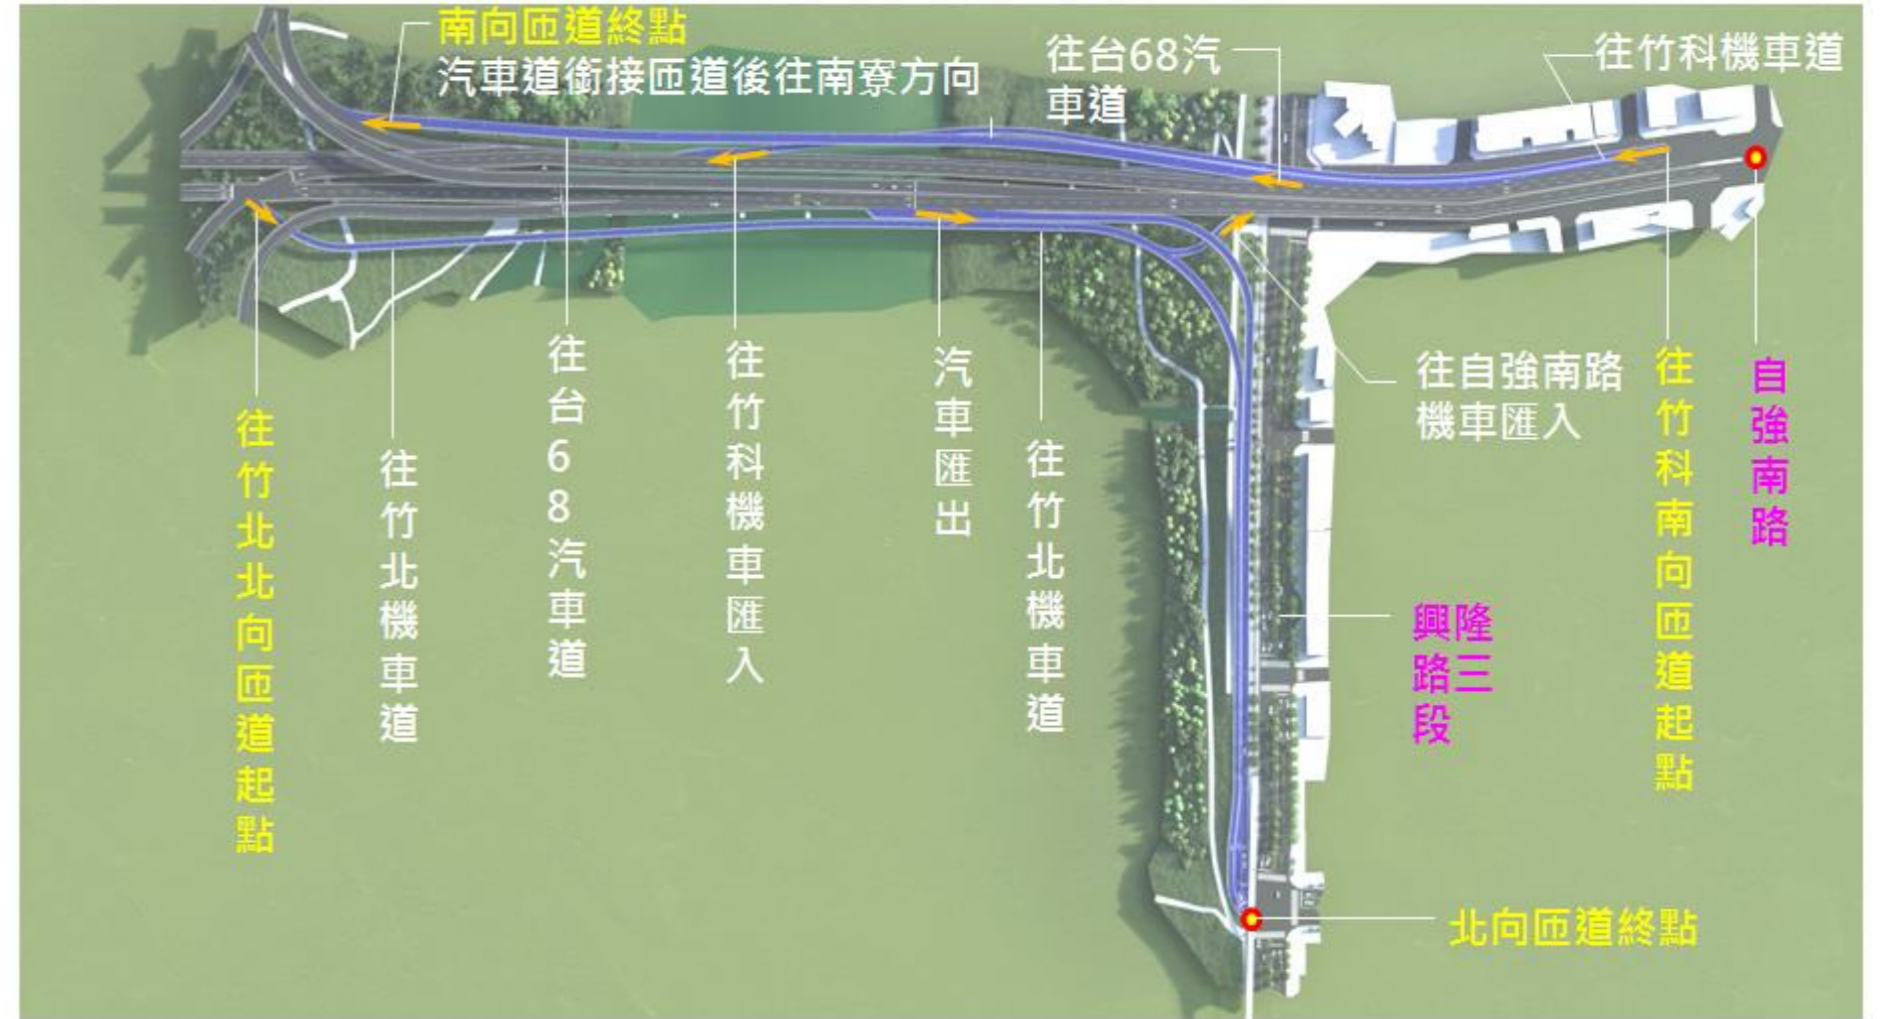 南向匝道終點
汽車道銜接匝道後往南寮方向
往台68汽
車道
往竹科機車道
往竹北北向匝道起點
往竹北機車道
往台68汽車道
往竹科機車匯入
汽車匯出
往竹北機車道
往自強南路
機車匯入
往竹科南向匝道起點
自強南路
興隆
路三
段
北向匝道終點